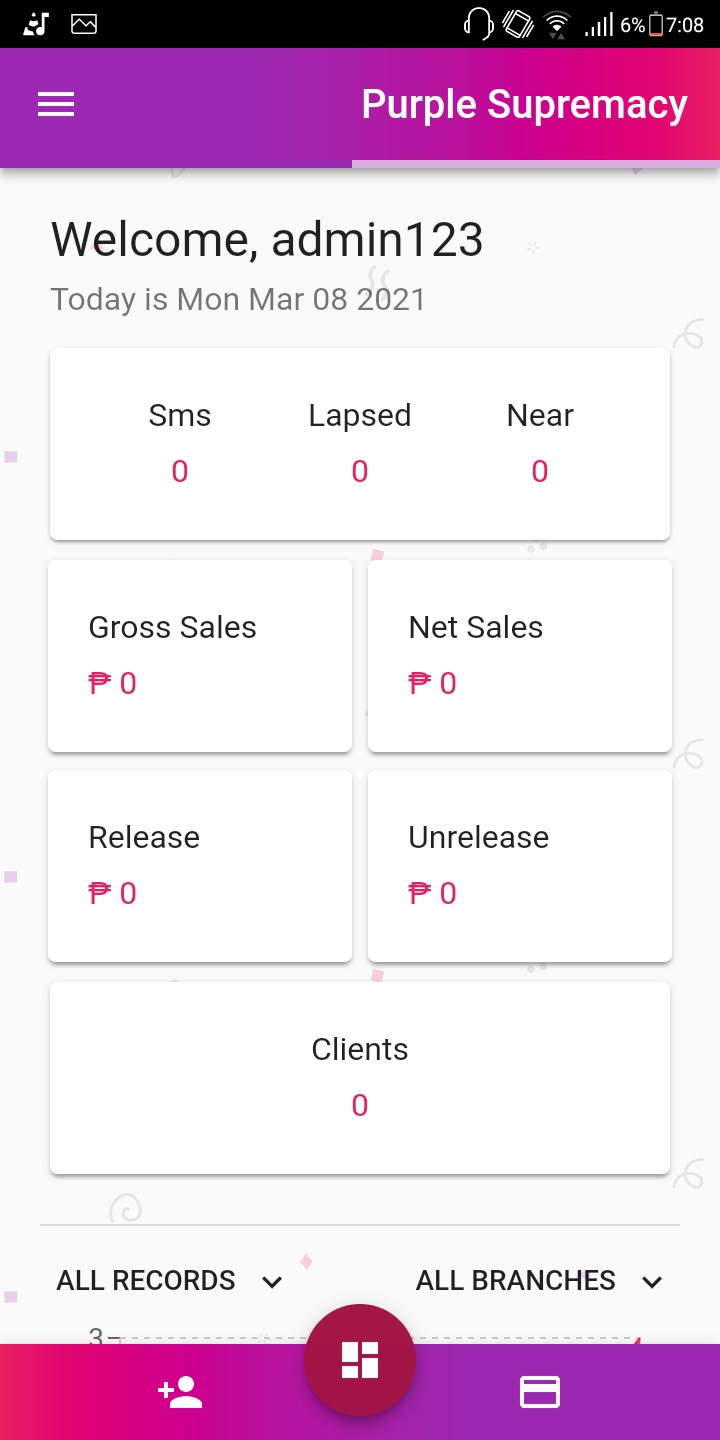 6% 7:08
Purple Supremacy
Welcome, admin123
Today is Mon Mar 08 2021
Sms Lapsed Near
0 0 0
Gross Sales Net Sales
₱ 0 ₱ 0
Release Unrelease
₱ 0 ₱ 0
Clients
0
ALL RECORDS ALL BRANCHES
3